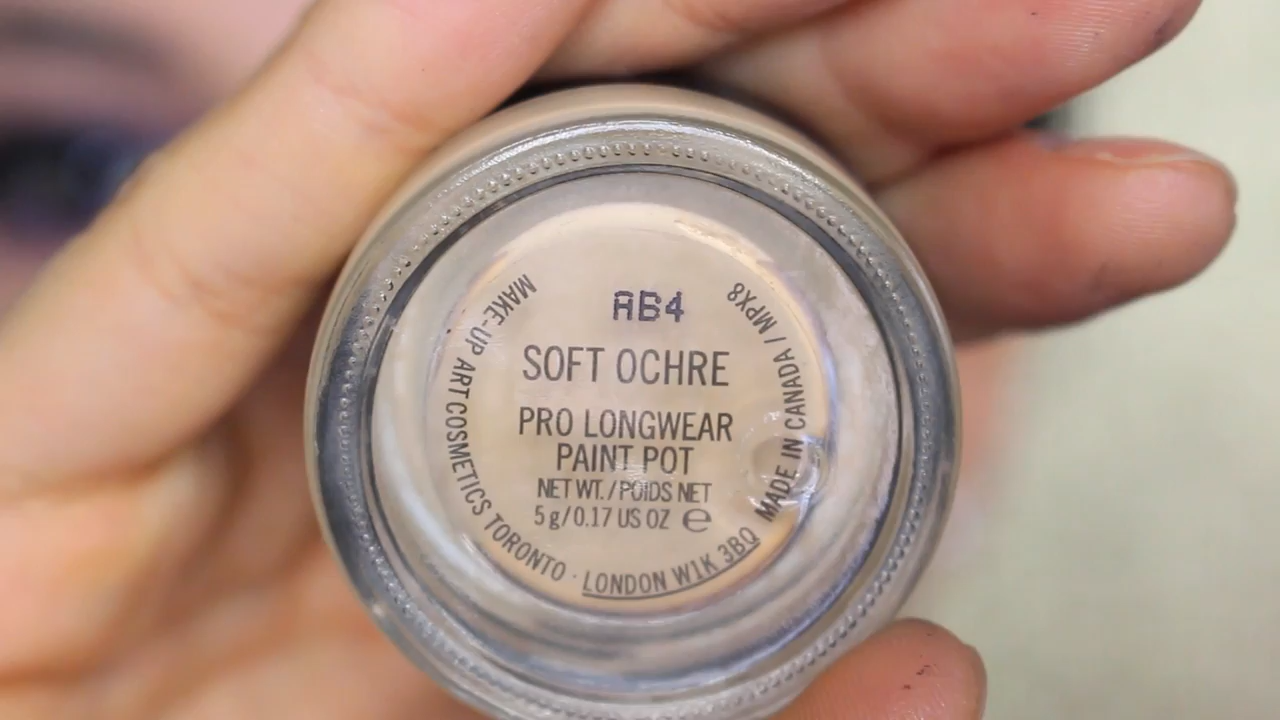 AB4
SOFT OCHRE
PRO LONGWEAR
PAINT POT
NET WT. / POIDS NET
5 g/0.17 US OZ ℮
MAKE-UP ART COSMETICS TORONTO · LONDON W1K 3BQ
MADE IN CANADA / MPX8